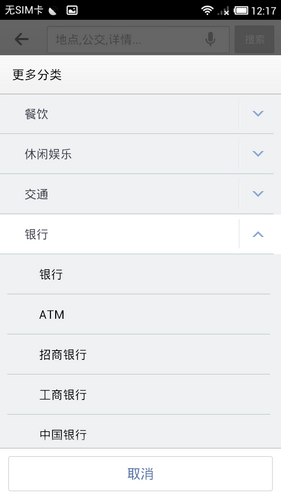 无SIM卡
12:17
地点,公交,详情...
搜索
更多分类
餐饮
休闲娱乐
交通
银行
银行
ATM
招商银行
工商银行
中国银行
取消